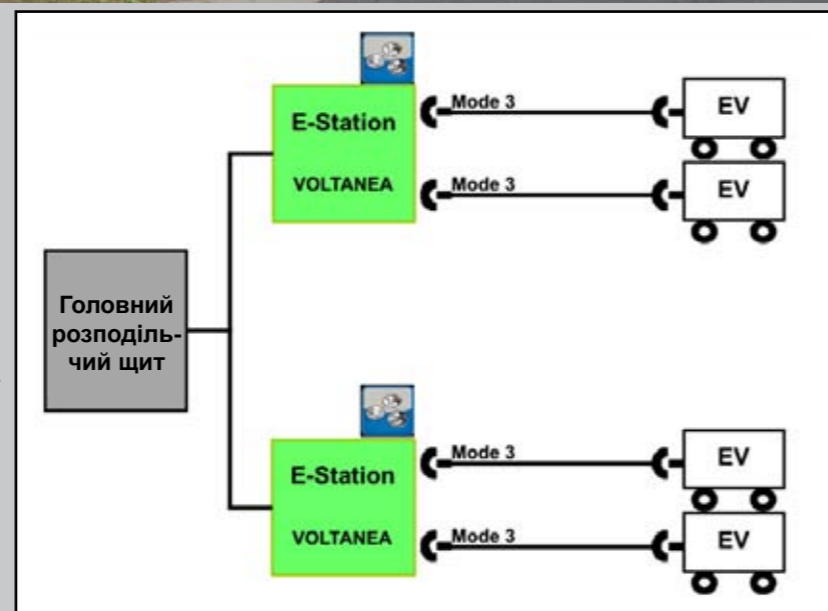 E-Station
VOLTANEA
Mode 3
EV
Mode 3
EV
Головний
розподіль-
чий щит
E-Station
VOLTANEA
Mode 3
EV
Mode 3
EV